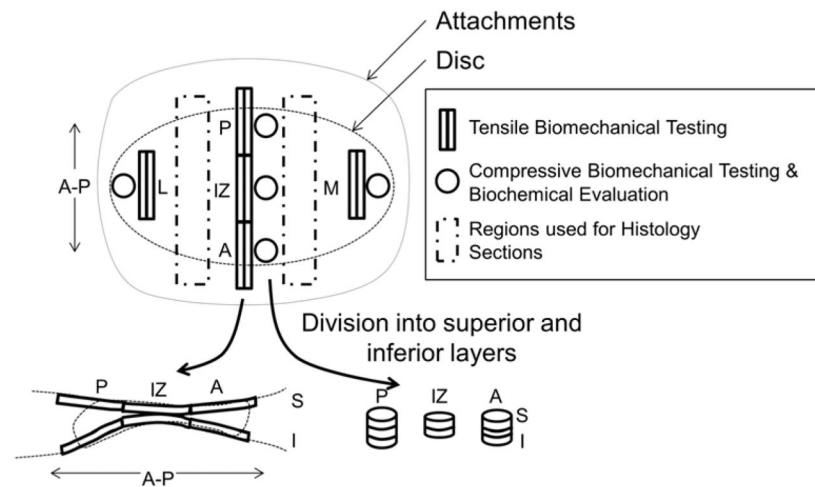 Attachments
Disc
P
A-P
L
IZ
M
A
Tensile Biomechanical Testing
Compressive Biomechanical Testing &
Biochemical Evaluation
Regions used for Histology
Sections
Division into superior and
inferior layers
P
IZ
A
S
I
A-P
P
IZ
A
S
I